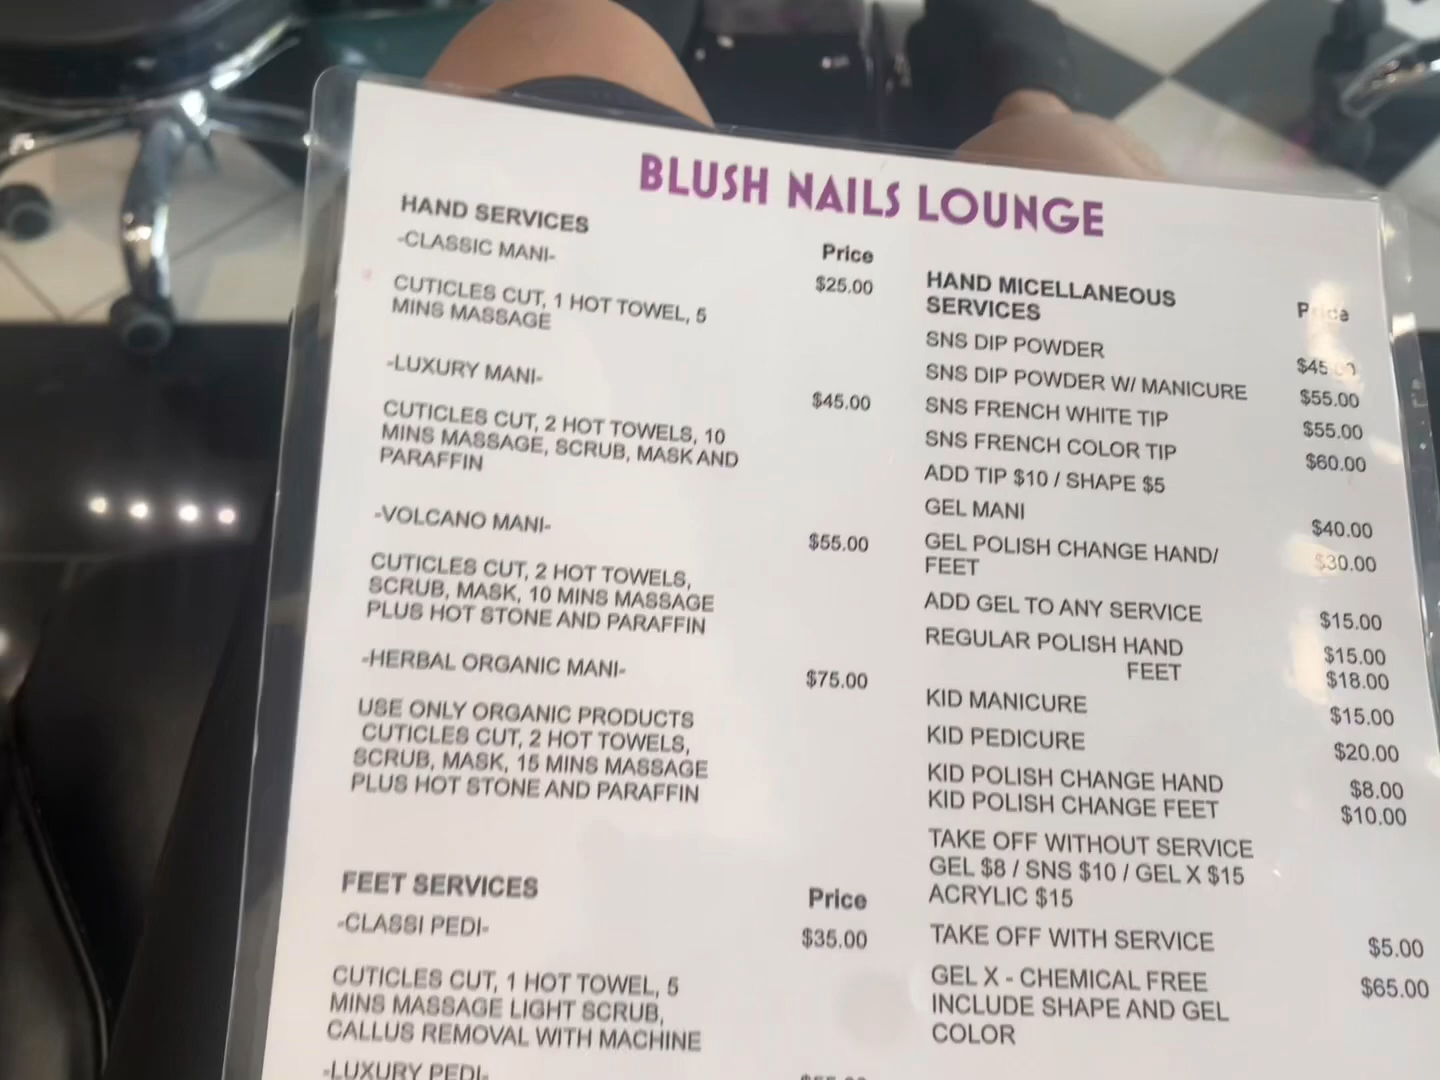 BLUSH NAILS LOUNGE
HAND SERVICES
Price
-CLASSIC MANI-
$25.00
CUTICLES CUT, 1 HOT TOWEL, 5
MINS MASSAGE
-LUXURY MANI-
$45.00
CUTICLES CUT, 2 HOT TOWELS, 10
MINS MASSAGE, SCRUB, MASK AND
PARAFFIN
-VOLCANO MANI-
$55.00
CUTICLES CUT, 2 HOT TOWELS,
SCRUB, MASK, 10 MINS MASSAGE
PLUS HOT STONE AND PARAFFIN
-HERBAL ORGANIC MANI-
$75.00
USE ONLY ORGANIC PRODUCTS
CUTICLES CUT, 2 HOT TOWELS,
SCRUB, MASK, 15 MINS MASSAGE
PLUS HOT STONE AND PARAFFIN
FEET SERVICES
Price
-CLASSI PEDI-
$35.00
CUTICLES CUT, 1 HOT TOWEL, 5
MINS MASSAGE LIGHT SCRUB,
CALLUS REMOVAL WITH MACHINE
-LUXURY PEDI-
HAND MICELLANEOUS
SERVICES
Price
SNS DIP POWDER
$45.00
SNS DIP POWDER W/ MANICURE
$55.00
SNS FRENCH WHITE TIP
$55.00
SNS FRENCH COLOR TIP
$60.00
ADD TIP $10 / SHAPE $5
GEL MANI
$40.00
GEL POLISH CHANGE HAND/
FEET
$30.00
ADD GEL TO ANY SERVICE
$15.00
REGULAR POLISH HAND
$15.00
FEET
$18.00
KID MANICURE
$15.00
KID PEDICURE
$20.00
KID POLISH CHANGE HAND
$8.00
KID POLISH CHANGE FEET
$10.00
TAKE OFF WITHOUT SERVICE
GEL $8 / SNS $10 / GEL X $15
ACRYLIC $15
TAKE OFF WITH SERVICE
$5.00
GEL X - CHEMICAL FREE
$65.00
INCLUDE SHAPE AND GEL
COLOR